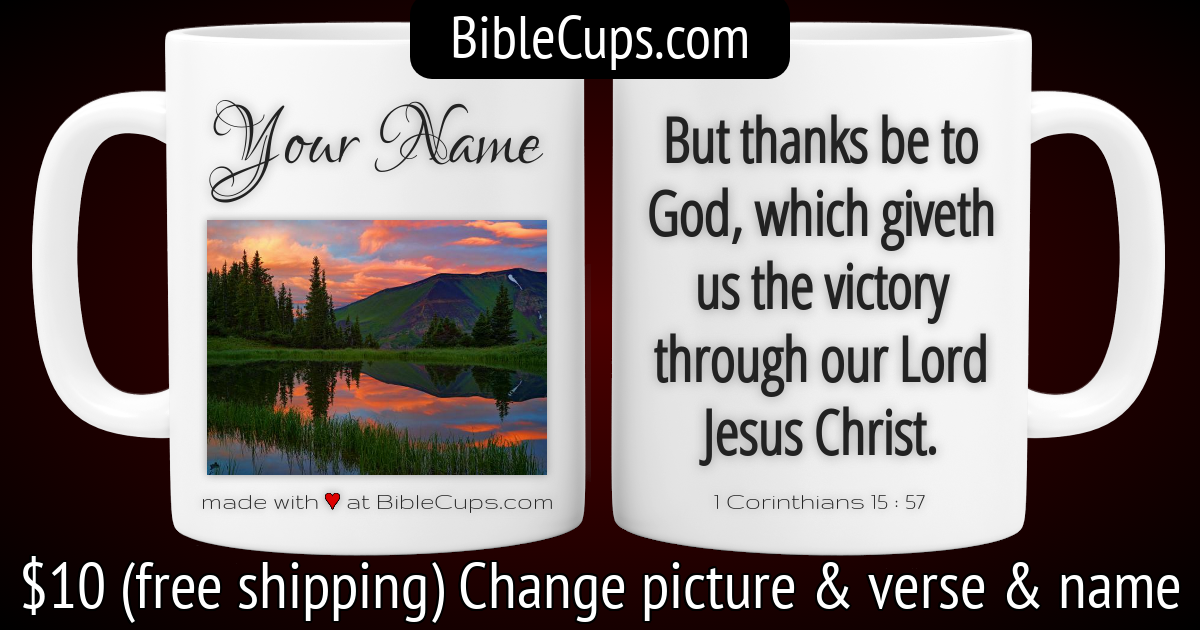 BibleCups.com
Your Name
made with ♥ at BibleCups.com
But thanks be to
God, which giveth
us the victory
through our Lord
Jesus Christ.
1 Corinthians 15 : 57
$10 (free shipping) Change picture & verse & name